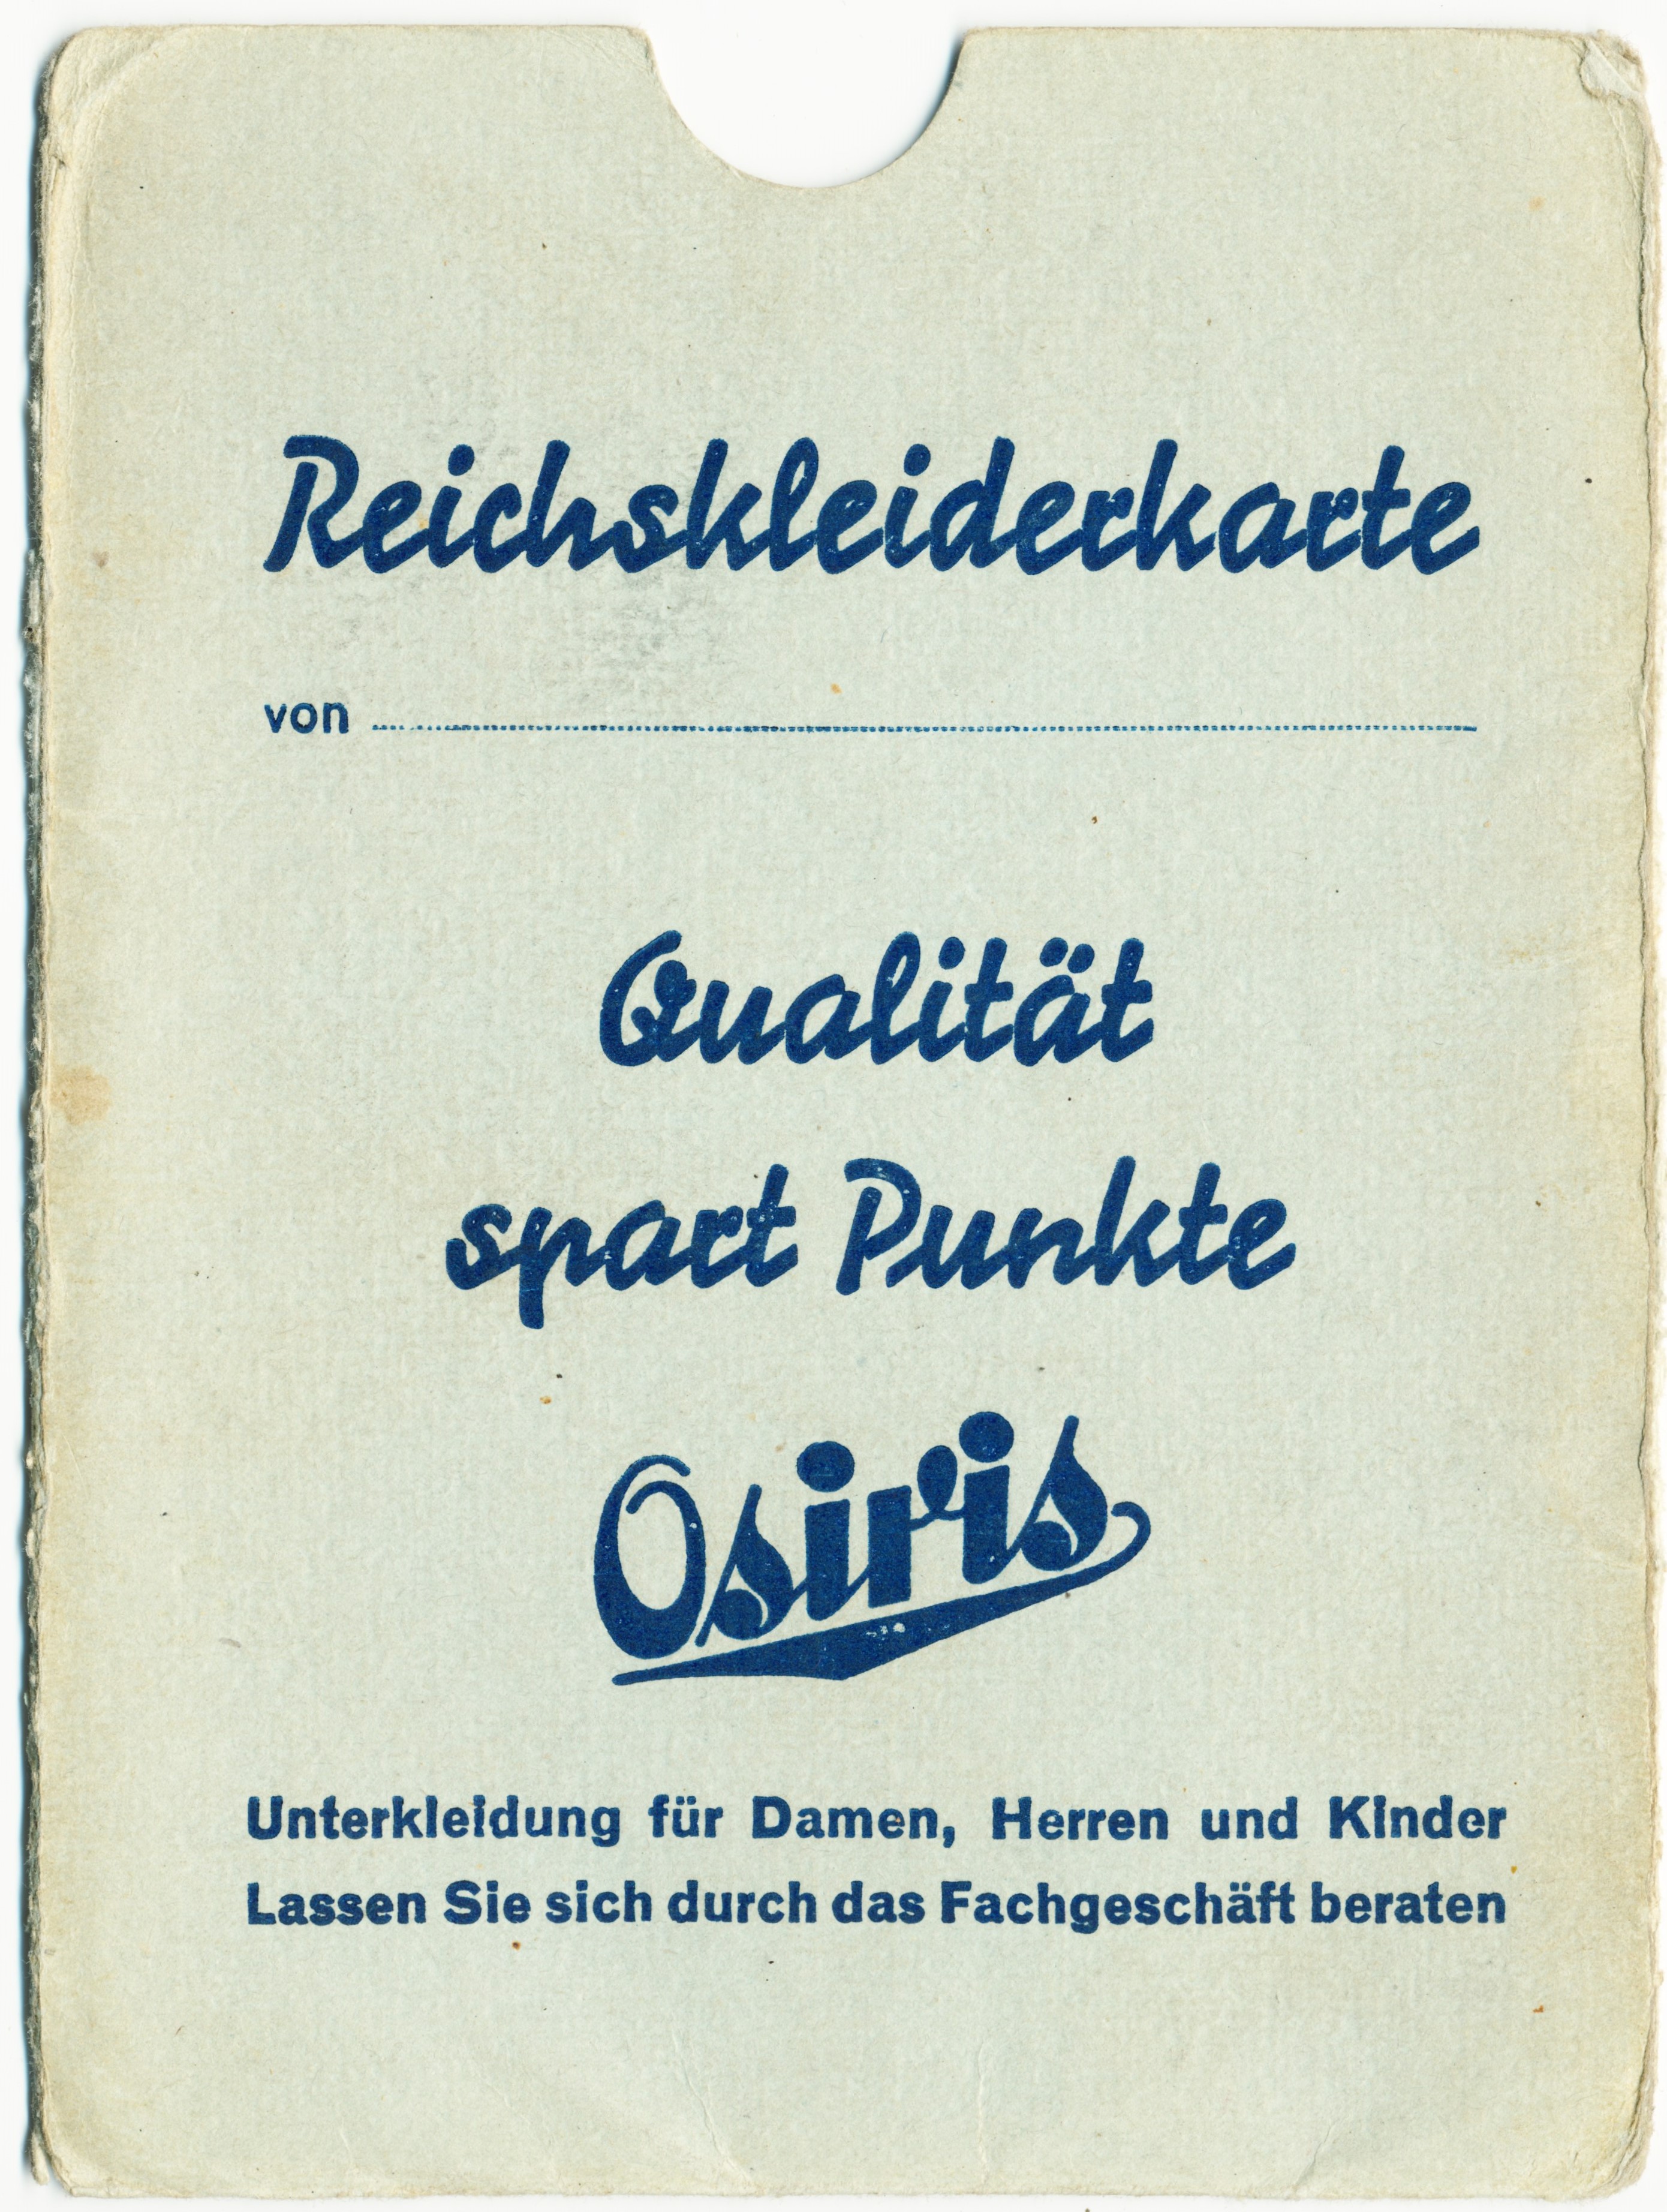 Reichskleiderkarte
von
Qualität
spart Punkte
Osiris
Unterkleidung für Damen, Herren und Kinder
Lassen Sie sich durch das Fachgeschäft beraten